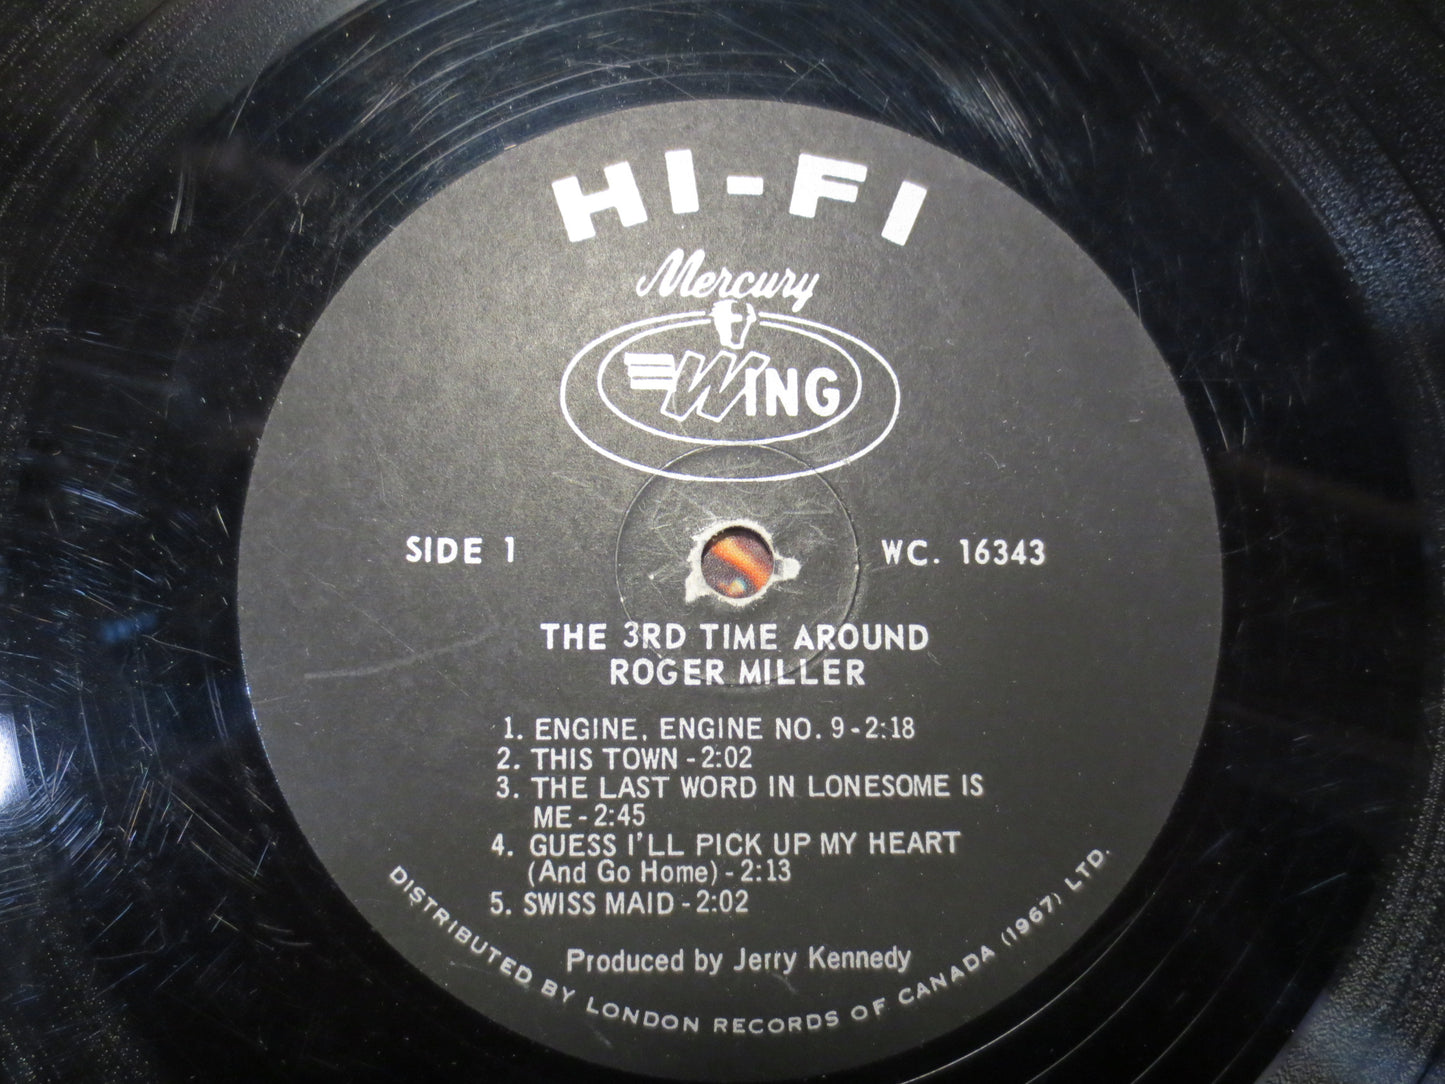 HI-FI
Mercury
WING
SIDE 1
WC. 16343
THE 3RD TIME AROUND
ROGER MILLER
1. ENGINE, ENGINE NO. 9 - 2:18
2. THIS TOWN - 2:02
3. THE LAST WORD IN LONESOME IS
ME - 2:45
4. GUESS I'LL PICK UP MY HEART
(And Go Home) - 2:13
5. SWISS MAID - 2:02
Produced by Jerry Kennedy
DISTRIBUTED BY LONDON RECORDS OF CANADA (1967) LTD.